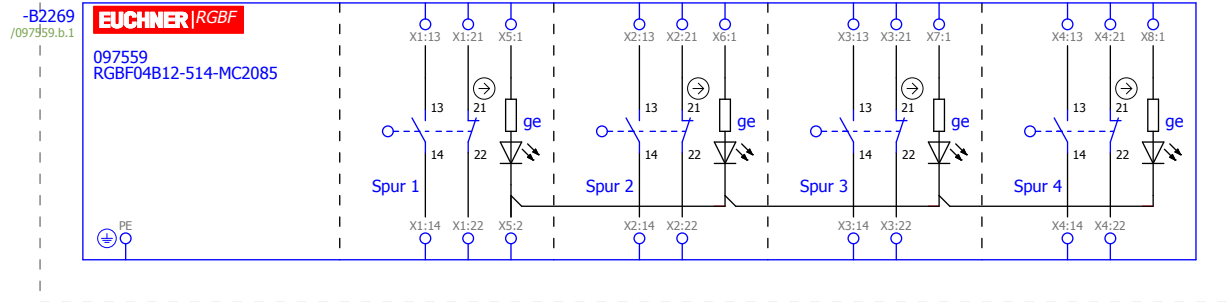 -B2269
/097559.b.1
EUCHNER RGBF
097559
RGBF04B12-514-MC2085
X1:13 X1:21 X5:1 X2:13 X2:21 X6:1 X3:13 X3:21 X7:1 X4:13 X4:21 X8:1
13 21 13 21 13 21 13 21
ge ge ge ge
14 22 14 22 14 22 14 22
Spur 1 Spur 2 Spur 3 Spur 4
PE X1:14 X1:22 X5:2 X2:14 X2:22 X3:14 X3:22 X4:14 X4:22